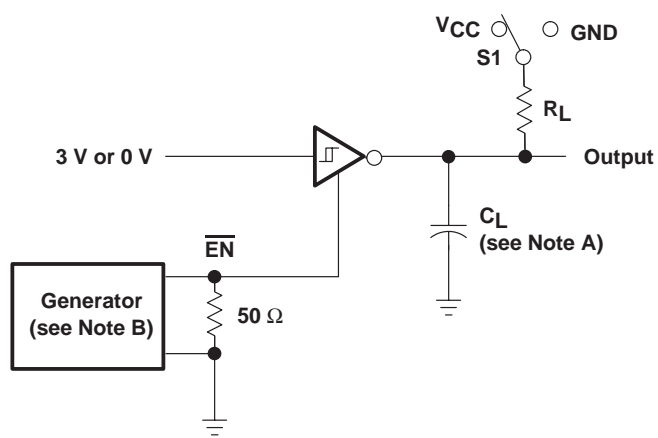 VCC
GND
S1
RL
3 V or 0 V
Output
CL
(see Note A)
EN
Generator
(see Note B)
50 Ω